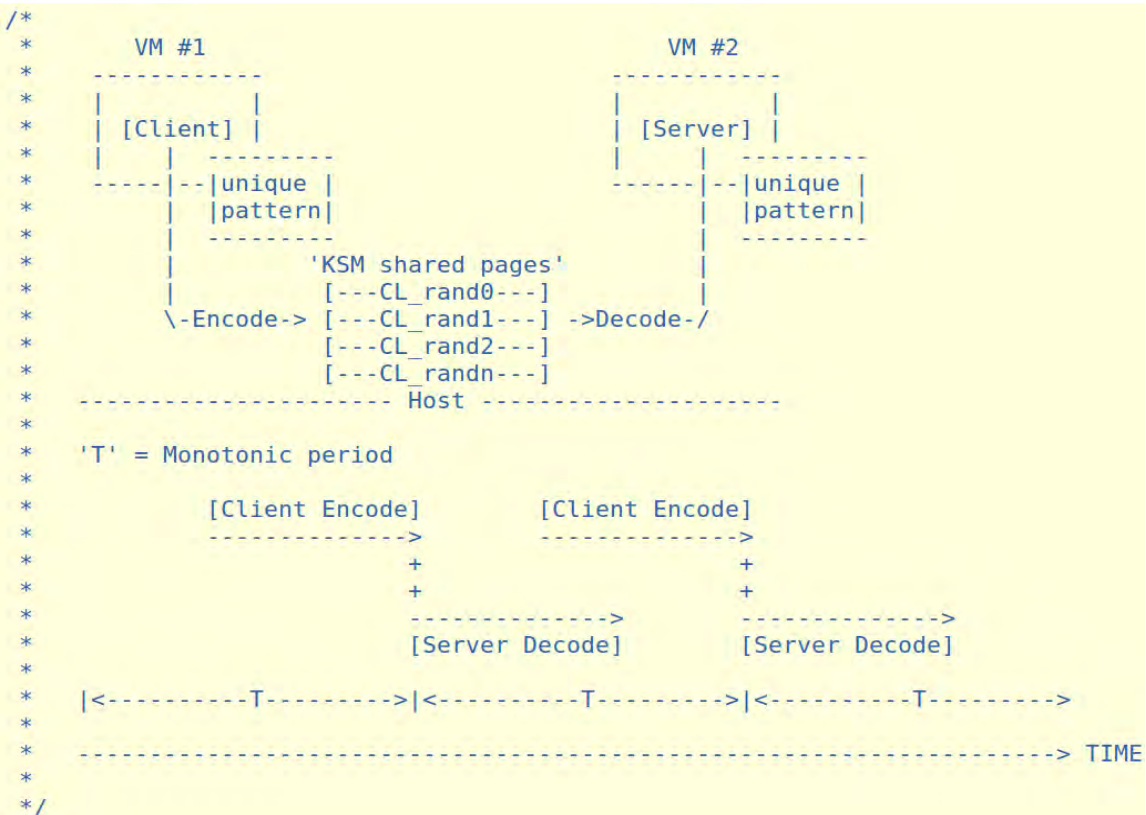 /*
 *       VM #1                                VM #2
 *    ------------                        ------------
 *    |          |                        |          |
 *    | [Client] |                        | [Server] |
 *    |    |  ---------                   |     |  ---------
 *    -----|--|unique |                   ------|--|unique |
 *         |  |pattern|                         |  |pattern|
 *         |  ---------                         |  ---------
 *         |         'KSM shared pages'         |
 *         |          [---CL_rand0---]          |
 *         \-Encode-> [---CL_rand1---] ->Decode-/
 *                    [---CL_rand2---]
 *                    [---CL_randn---]
 *   ---------------------- Host ---------------------
 *
 *   'T' = Monotonic period
 *
 *            [Client Encode]        [Client Encode]
 *            -------------->        -------------->
 *                          +                      +
 *                          +                      +
 *                          -------------->        -------------->
 *                          [Server Decode]        [Server Decode]
 *
 *   |<----------T--------->|<----------T--------->|<----------T--------->
 *
 *   --------------------------------------------------------------------> TIME
 *
 */